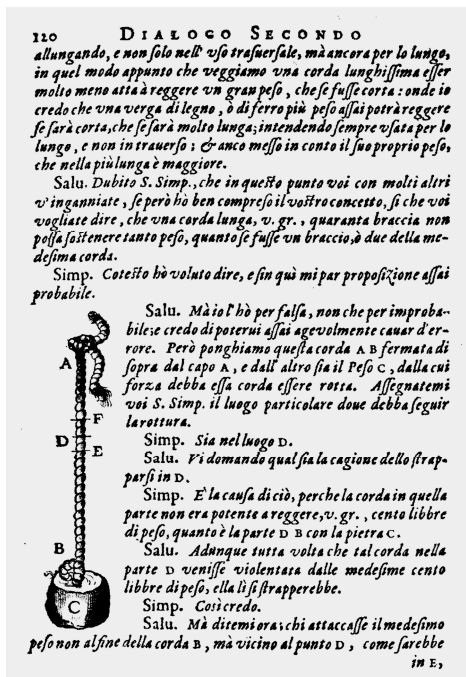 120 DIALOGO SECONDO
allungando, e non ſolo nell' vſo traſuerſale, mà ancora per lo lungo,
in quel modo appunto che veggiamo vna corda lunghiſſima eſſer
molto meno atta à reggere vn gran peſo, che ſe fuſſe corta: onde io
credo che vna verga di legno, ò di ferro più peſo aſſai potrà reggere
ſe ſarà corta, che ſe ſarà molto lunga; intendendo ſempre vſata per lo
lungo, e non in trauerſo; & anco meſſo in conto il ſuo proprio peſo,
che nella più lunga è maggiore.
Salu. Dubito S. Simp., che in queſto punto voi con molti altri
v'inganniate, ſe però hò ben compreſo il voſtro concetto, ſi che voi
vogliate dire, che vna corda lunga, v. gr., quaranta braccia non
poſſa ſoſtenere tanto peſo, quanto ſe fuſſe vn braccio, ò due della me-
deſima corda.
Simp. Coteſto hò voluto dire, e ſin quì mi par propoſizione aſſai
probabile.
Salu. Mà io l'hò per falſa, non che per improba-
bile; e credo di poterui aſſai ageuolmente cauar d'er-
rore. Però ponghiamo queſta corda A B fermata di
ſopra dal capo A, e dall' altro ſia il Peſo C, dalla cui
forza debba eſſa corda eſſere rotta. Aſſegnatemi
voi S. Simp. il luogo particolare doue debba ſeguir
la rottura.
Simp. Sia nel luogo D.
Salu. Vi domando qual ſia la cagione dello ſtrap-
parſi in D.
Simp. E' la cauſa di ciò, perche la corda in quella
parte non era potente a reggere, v. gr., cento libbre
di peſo, quanto è la parte D B con la pietra C.
Salu. Adunque tutta volta che tal corda nella
parte D veniſſe violentata dalle medeſime cento
libbre di peſo, ella lì ſi ſtrapperebbe.
Simp. Così credo.
Salu. Mà ditemi ora; chi attaccaſſe il medeſimo
peſo non al fine della corda B, mà vicino al punto D, come ſarebbe
in E,
A
F
D
E
B
C